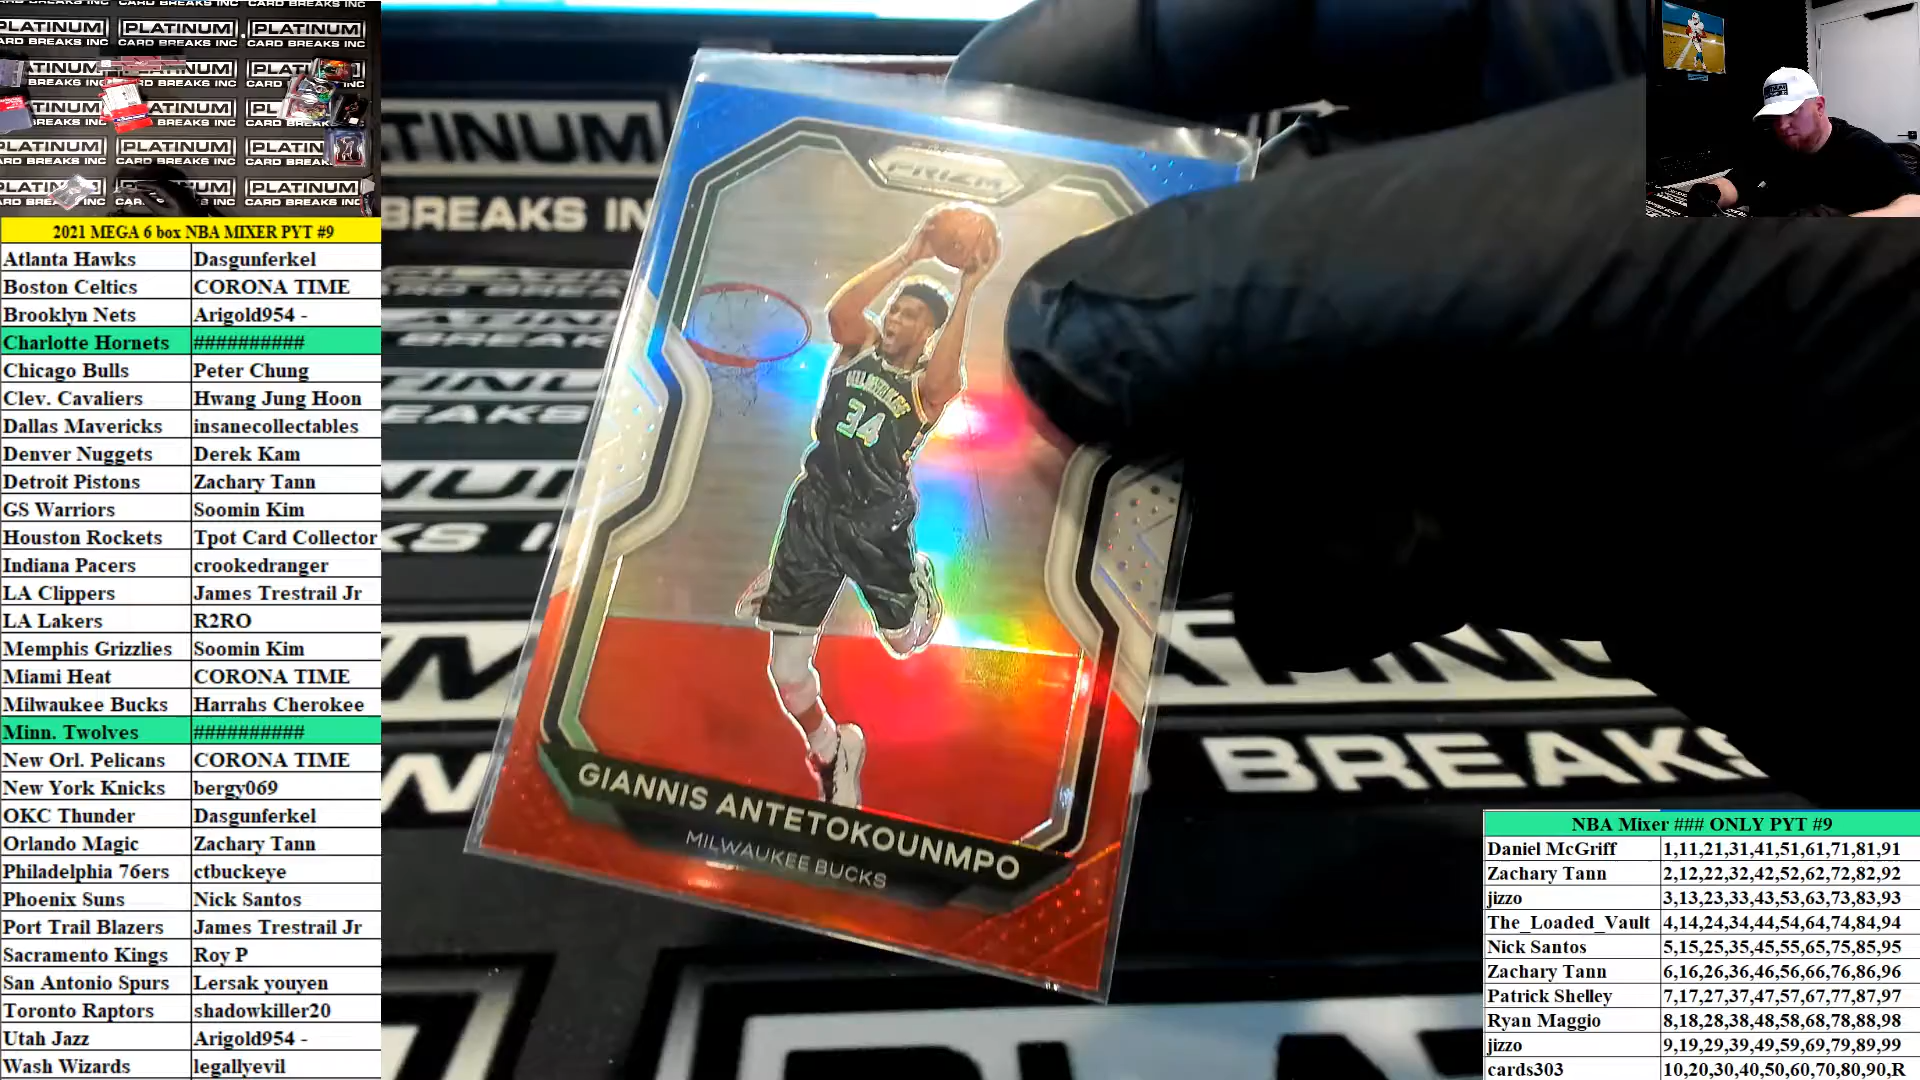 PLATINUM
CARD BREAKS INC
2021 MEGA 6 box NBA MIXER PYT #9
Atlanta Hawks Dasgunferkel
Boston Celtics CORONA TIME
Brooklyn Nets Arigold954 -
Charlotte Hornets ##########
Chicago Bulls Peter Chung
Clev. Cavaliers Hwang Jung Hoon
Dallas Mavericks insanecollectables
Denver Nuggets Derek Kam
Detroit Pistons Zachary Tann
GS Warriors Soomin Kim
Houston Rockets Tpot Card Collector
Indiana Pacers crookedranger
LA Clippers James Trestrail Jr
LA Lakers R2RO
Memphis Grizzlies Soomin Kim
Miami Heat CORONA TIME
Milwaukee Bucks Harrahs Cherokee
Minn. Twolves ##########
New Orl. Pelicans CORONA TIME
New York Knicks bergy069
OKC Thunder Dasgunferkel
Orlando Magic Zachary Tann
Philadelphia 76ers ctbuckeye
Phoenix Suns Nick Santos
Port Trail Blazers James Trestrail Jr
Sacramento Kings Roy P
San Antonio Spurs Lersak youyen
Toronto Raptors shadowkiller20
Utah Jazz Arigold954 -
Wash Wizards legallyevil
PRIZM
34
GIANNIS ANTETOKOUNMPO
MILWAUKEE BUCKS
TINUM
BREAKS IN
BREAKS
NBA Mixer ### ONLY PYT #9
Daniel McGriff 1,11,21,31,41,51,61,71,81,91
Zachary Tann 2,12,22,32,42,52,62,72,82,92
jizzo 3,13,23,33,43,53,63,73,83,93
The_Loaded_Vault 4,14,24,34,44,54,64,74,84,94
Nick Santos 5,15,25,35,45,55,65,75,85,95
Zachary Tann 6,16,26,36,46,56,66,76,86,96
Patrick Shelley 7,17,27,37,47,57,67,77,87,97
Ryan Maggio 8,18,28,38,48,58,68,78,88,98
jizzo 9,19,29,39,49,59,69,79,89,99
cards303 10,20,30,40,50,60,70,80,90,R